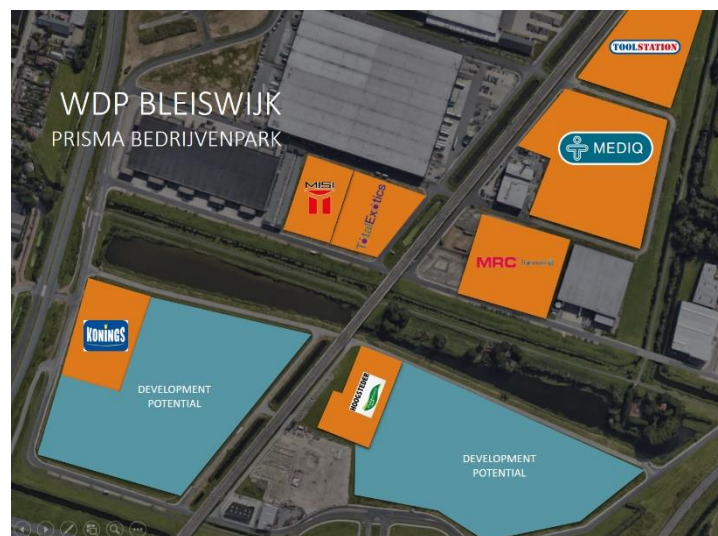 TOOLSTATION
WDP BLEISWIJK
PRISMA BEDRIJVENPARK
MEDIQ
MISI
TotalExotics
MRC
KONINGS
HOOGSTEDER
DEVELOPMENT
POTENTIAL
DEVELOPMENT
POTENTIAL